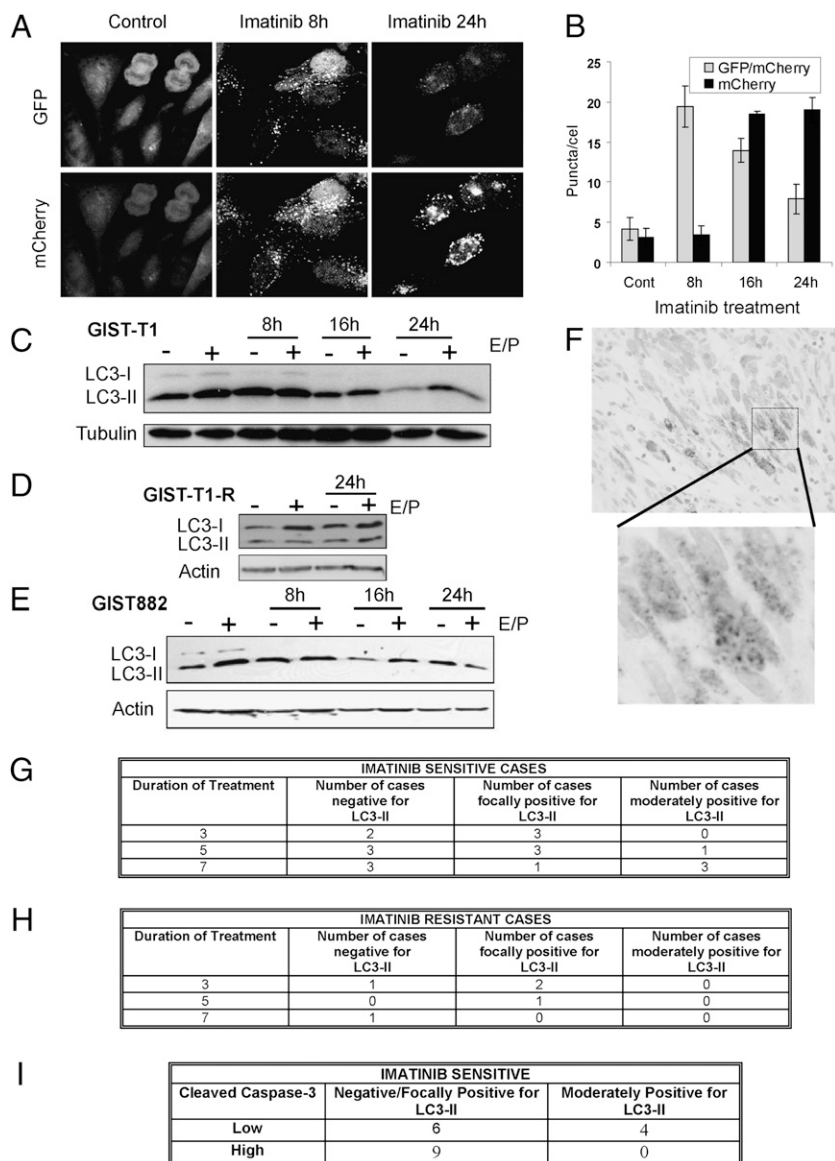 A
Control
Imatinib 8h
Imatinib 24h
GFP
mCherry
B
GFP/mCherry
mCherry
Puncta/cel
25
20
15
10
5
0
Cont 8h 16h 24h
Imatinib treatment
C
GIST-T1
8h 16h 24h
- + - + - + - + E/P
LC3-I
LC3-II
Tubulin
D
GIST-T1-R
24h
- + - + E/P
LC3-I
LC3-II
Actin
E
GIST882
8h 16h 24h
- + - + - + - + E/P
LC3-I
LC3-II
Actin
F
G
IMATINIB SENSITIVE CASES
Duration of Treatment Number of cases negative for LC3-II Number of cases focally positive for LC3-II Number of cases moderately positive for LC3-II
3 2 3 0
5 3 3 1
7 3 1 3
H
IMATINIB RESISTANT CASES
Duration of Treatment Number of cases negative for LC3-II Number of cases focally positive for LC3-II Number of cases moderately positive for LC3-II
3 1 2 0
5 0 1 0
7 1 0 0
I
IMATINIB SENSITIVE
Cleaved Caspase-3 Negative/Focally Positive for LC3-II Moderately Positive for LC3-II
Low 6 4
High 9 0